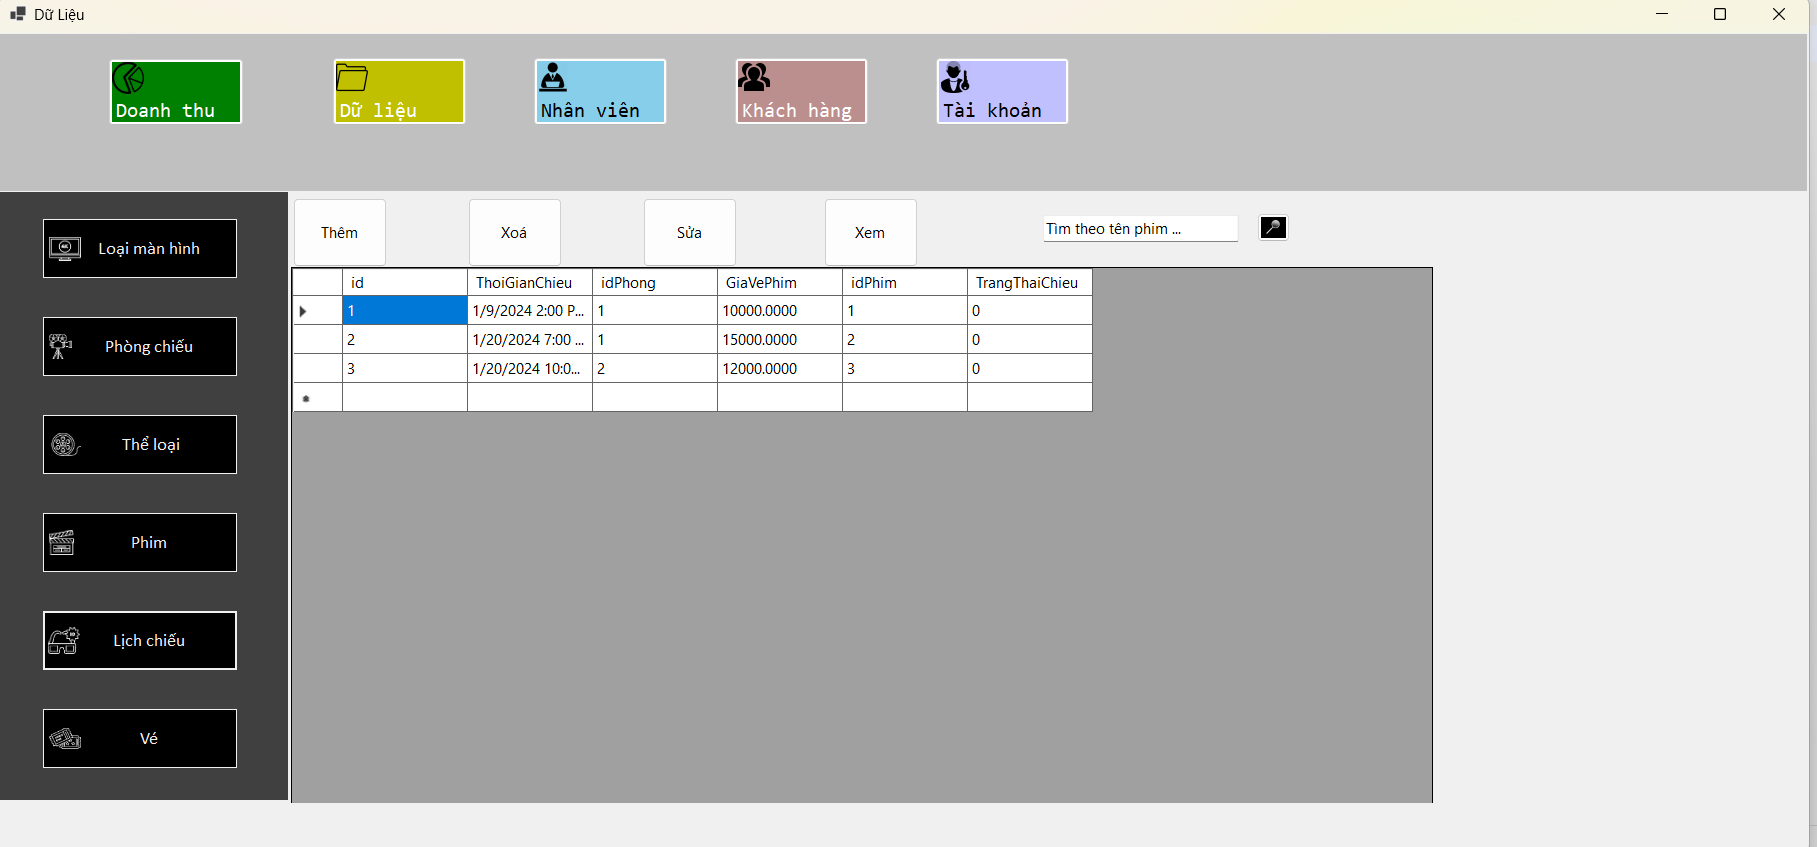 Dữ Liệu
Doanh thu
Dữ liệu
Nhân viên
Khách hàng
Tài khoản
Loại màn hình
Phòng chiếu
Thể loại
Phim
Lịch chiếu
Vé
Thêm
Xoá
Sửa
Xem
Tìm theo tên phim ...
id ThoiGianChieu idPhong GiaVePhim idPhim TrangThaiChieu
1 1/9/2024 2:00 P... 1 10000.0000 1 0
2 1/20/2024 7:00 ... 1 15000.0000 2 0
3 1/20/2024 10:0... 2 12000.0000 3 0